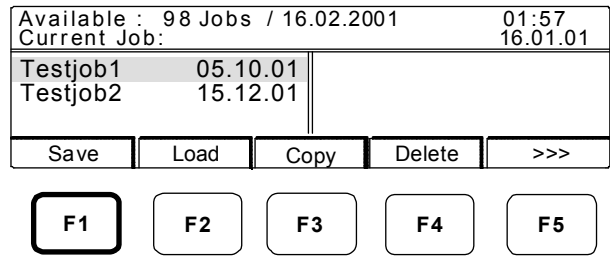 Available : 98 Jobs / 16.02.2001 01:57
Current Job: 16.01.01
Testjob1 05.10.01
Testjob2 15.12.01
Save Load Copy Delete >>>
F1 F2 F3 F4 F5